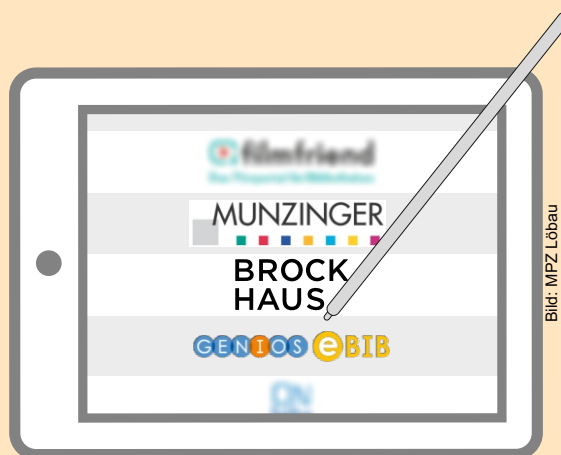 filmfriend
MUNZINGER
BROCK
HAUS
GENIOS eBIB
Bild: MPZ Löbau